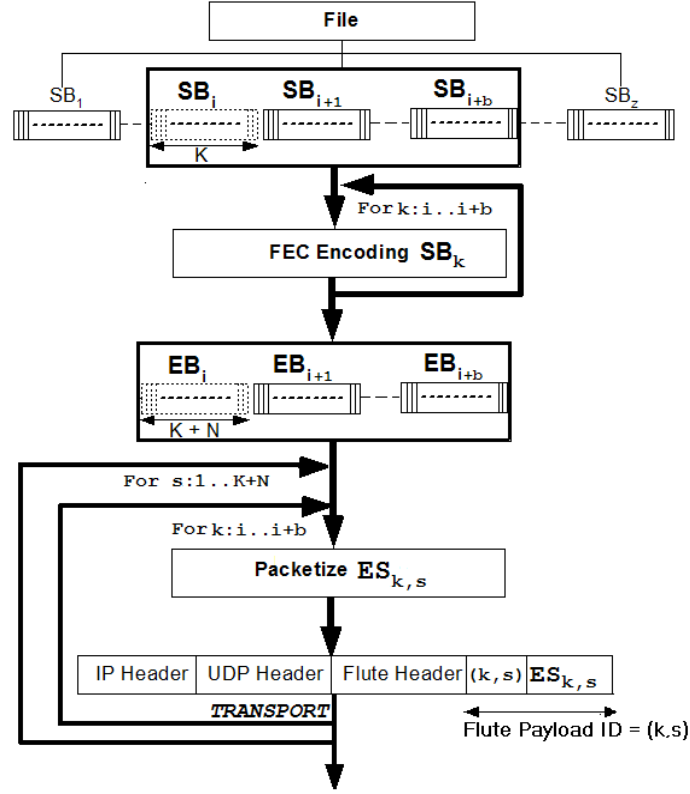 File
SB1 SBi SBi+1 SBi+b SBz
K
For k:i..i+b
FEC Encoding SBk
EBi EBi+1 EBi+b
K + N
For s:1..K+N
For k:i..i+b
Packetize ESk,s
IP Header UDP Header Flute Header (k,s) ESk,s
TRANSPORT
Flute Payload ID = (k,s)